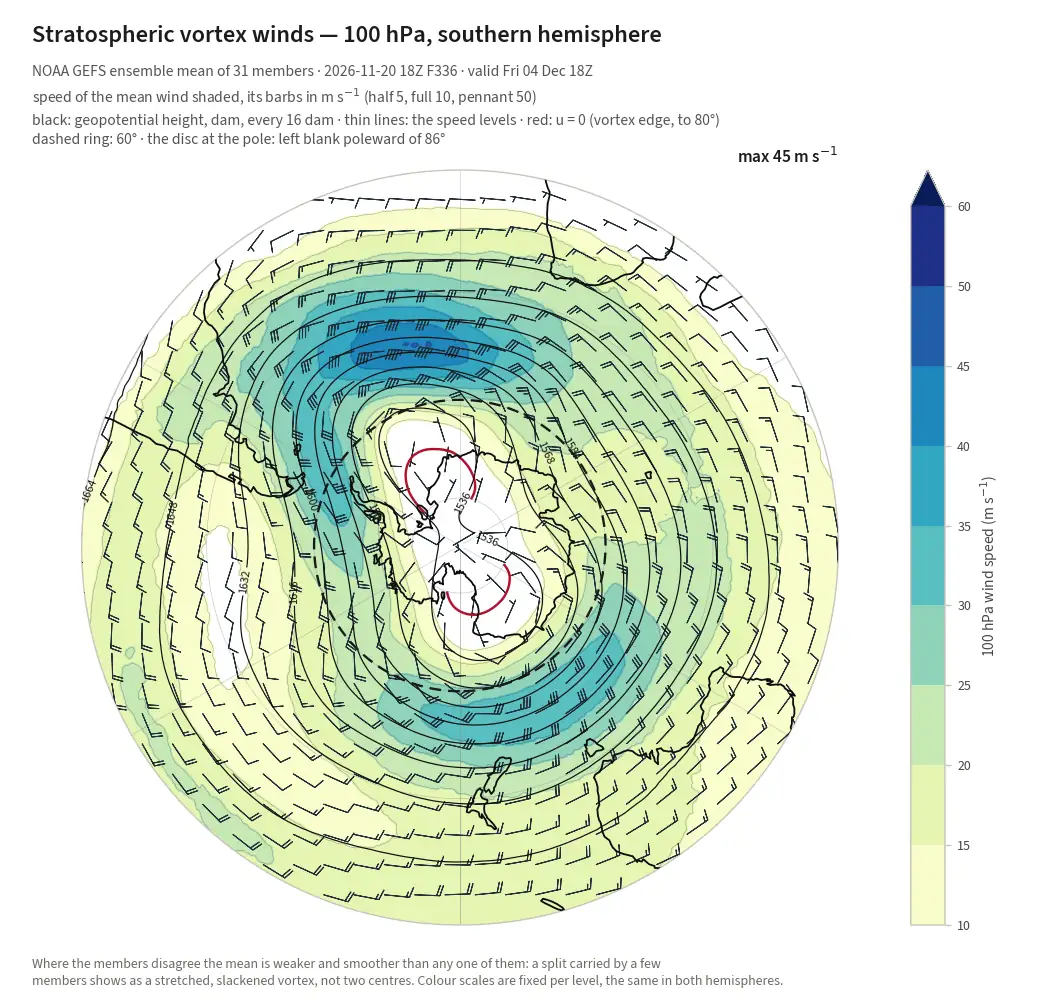 Stratospheric vortex winds — 100 hPa, southern hemisphere
NOAA GEFS ensemble mean of 31 members · 2026-11-20 18Z F336 · valid Fri 04 Dec 18Z
speed of the mean wind shaded, its barbs in m s⁻¹ (half 5, full 10, pennant 50)
black: geopotential height, dam, every 16 dam · thin lines: the speed levels · red: u = 0 (vortex edge, to 80°)
dashed ring: 60° · the disc at the pole: left blank poleward of 86°
max 45 m s⁻¹
60
50
45
40
35
30
25
20
15
10
100 hPa wind speed (m s⁻¹)
1664
1648
1632
1616
1600
1568
1536
1536
Where the members disagree the mean is weaker and smoother than any one of them: a split carried by a few
members shows as a stretched, slackened vortex, not two centres. Colour scales are fixed per level, the same in both hemispheres.